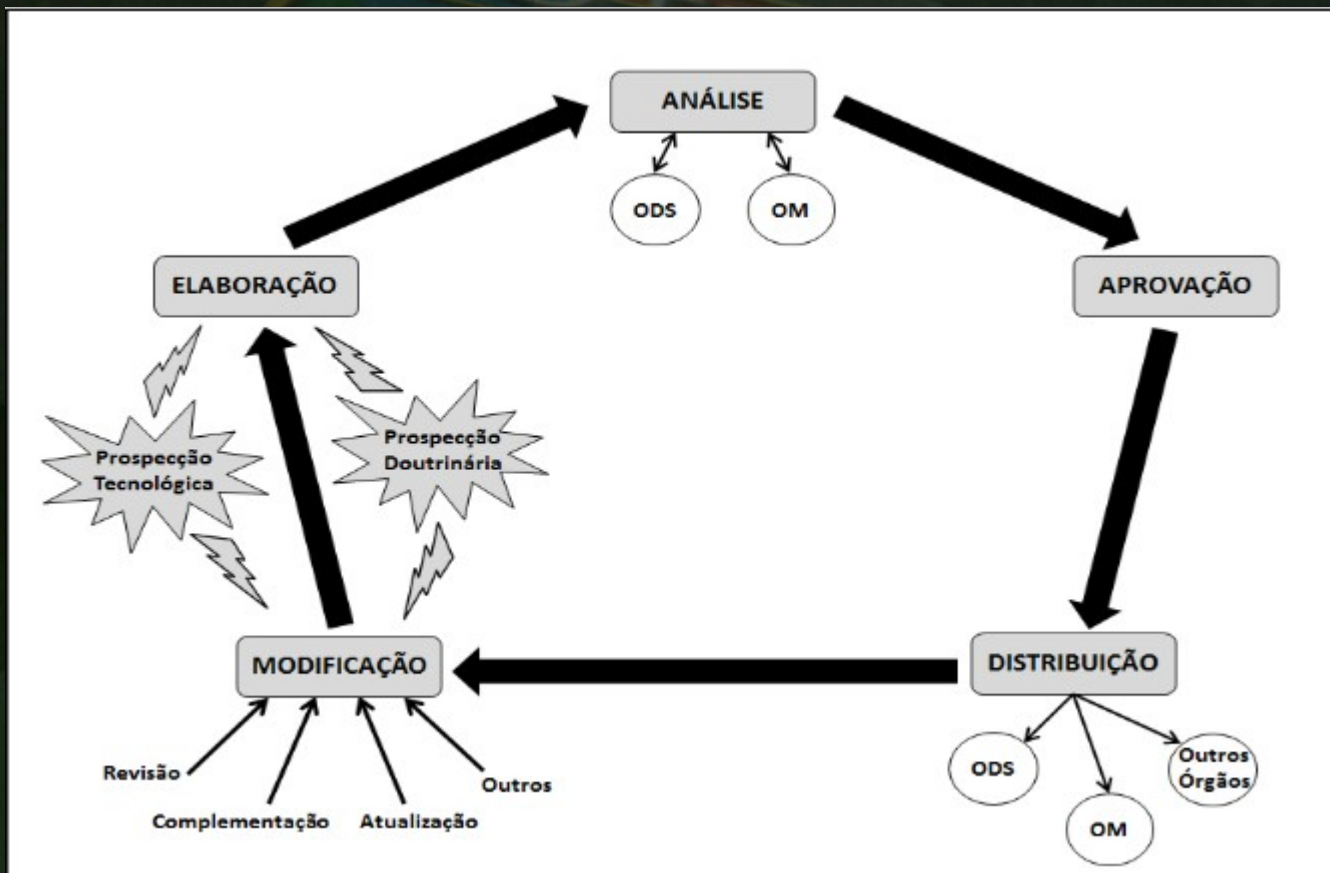 ANÁLISE
ODS
OM
ELABORAÇÃO
APROVAÇÃO
Prospecção
Tecnológica
Prospecção
Doutrinária
MODIFICAÇÃO
DISTRIBUIÇÃO
Revisão
Complementação
Atualização
Outros
ODS
OM
Outros
Órgãos